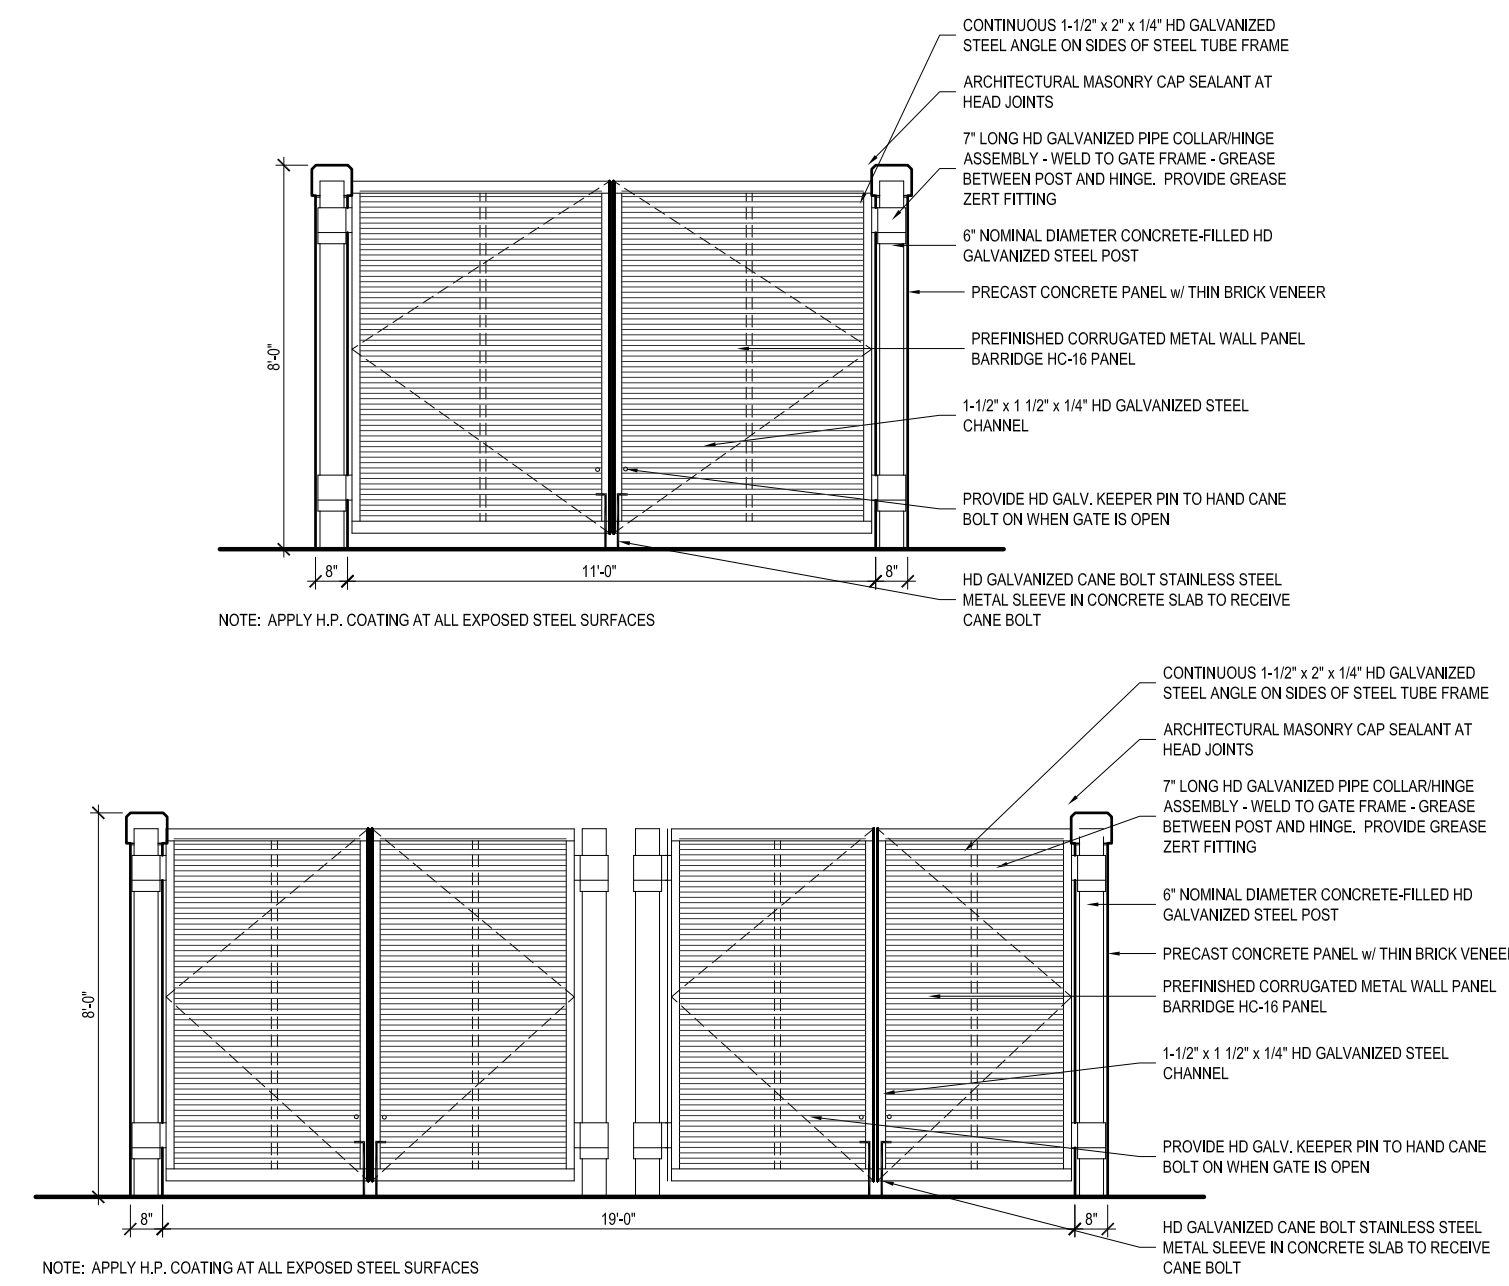 CONTINUOUS 1-1/2" x 2" x 1/4" HD GALVANIZED
STEEL ANGLE ON SIDES OF STEEL TUBE FRAME
ARCHITECTURAL MASONRY CAP SEALANT AT
HEAD JOINTS
7" LONG HD GALVANIZED PIPE COLLAR/HINGE
ASSEMBLY - WELD TO GATE FRAME - GREASE
BETWEEN POST AND HINGE. PROVIDE GREASE
ZERT FITTING
6" NOMINAL DIAMETER CONCRETE-FILLED HD
GALVANIZED STEEL POST
PRECAST CONCRETE PANEL w/ THIN BRICK VENEER
PREFINISHED CORRUGATED METAL WALL PANEL
BARRIDGE HC-16 PANEL
8'-0"
1-1/2" x 1 1/2" x 1/4" HD GALVANIZED STEEL
CHANNEL
PROVIDE HD GALV. KEEPER PIN TO HAND CANE
BOLT ON WHEN GATE IS OPEN
8"
11'-0"
8"
HD GALVANIZED CANE BOLT STAINLESS STEEL
METAL SLEEVE IN CONCRETE SLAB TO RECEIVE
CANE BOLT
NOTE: APPLY H.P. COATING AT ALL EXPOSED STEEL SURFACES
CONTINUOUS 1-1/2" x 2" x 1/4" HD GALVANIZED
STEEL ANGLE ON SIDES OF STEEL TUBE FRAME
ARCHITECTURAL MASONRY CAP SEALANT AT
HEAD JOINTS
7" LONG HD GALVANIZED PIPE COLLAR/HINGE
ASSEMBLY - WELD TO GATE FRAME - GREASE
BETWEEN POST AND HINGE. PROVIDE GREASE
ZERT FITTING
6" NOMINAL DIAMETER CONCRETE-FILLED HD
GALVANIZED STEEL POST
PRECAST CONCRETE PANEL w/ THIN BRICK VENEE
PREFINISHED CORRUGATED METAL WALL PANEL
BARRIDGE HC-16 PANEL
8'-0"
1-1/2" x 1 1/2" x 1/4" HD GALVANIZED STEEL
CHANNEL
PROVIDE HD GALV. KEEPER PIN TO HAND CANE
BOLT ON WHEN GATE IS OPEN
8"
19'-0"
8"
HD GALVANIZED CANE BOLT STAINLESS STEEL
METAL SLEEVE IN CONCRETE SLAB TO RECEIVE
CANE BOLT
NOTE: APPLY H.P. COATING AT ALL EXPOSED STEEL SURFACES